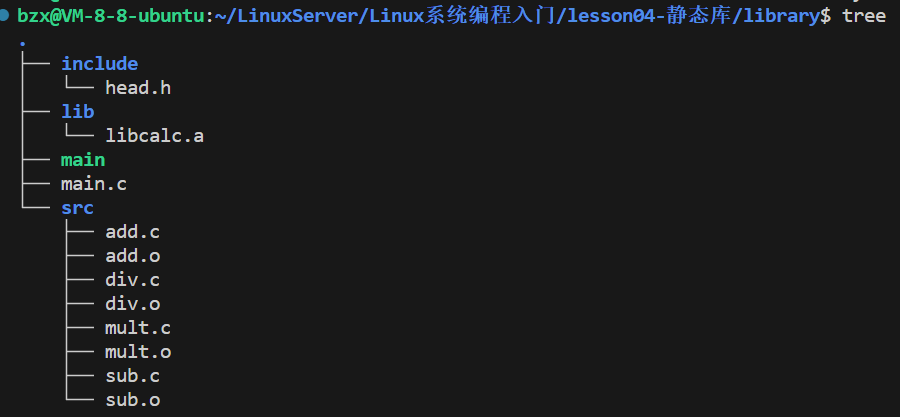 bzx@VM-8-8-ubuntu:~/LinuxServer/Linux系统编程入门/lesson04-静态库/library$ tree
.
├── include
│   └── head.h
├── lib
│   └── libcalc.a
├── main
├── main.c
└── src
    ├── add.c
    ├── add.o
    ├── div.c
    ├── div.o
    ├── mult.c
    ├── mult.o
    ├── sub.c
    └── sub.o